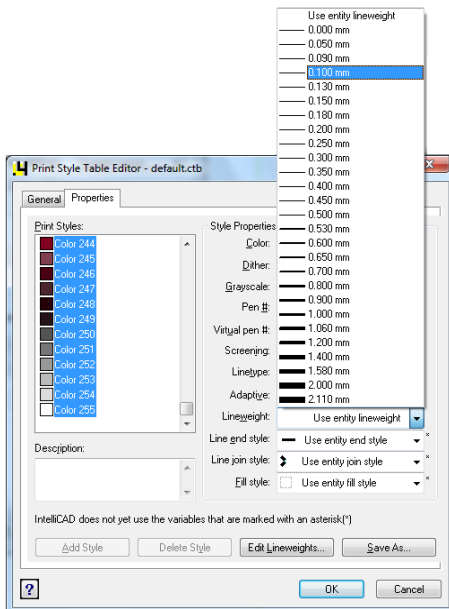 Use entity lineweight
0.000 mm
0.050 mm
0.090 mm
0.100 mm
0.130 mm
0.150 mm
0.180 mm
0.200 mm
0.250 mm
0.300 mm
0.350 mm
0.400 mm
0.450 mm
0.500 mm
0.530 mm
0.600 mm
0.650 mm
0.700 mm
0.800 mm
0.900 mm
1.000 mm
1.060 mm
1.200 mm
1.400 mm
1.580 mm
2.000 mm
2.110 mm
Print Style Table Editor - default.ctb
General Properties
Print Styles:
Color 244
Color 245
Color 246
Color 247
Color 248
Color 249
Color 250
Color 251
Color 252
Color 253
Color 254
Color 255
Description:
Style Properties
Color:
Dither:
Grayscale:
Pen #:
Virtual pen #:
Screening:
Linetype:
Adaptive:
Lineweight: Use entity lineweight
Line end style: Use entity end style *
Line join style: Use entity join style *
Fill style: Use entity fill style *
IntelliCAD does not yet use the variables that are marked with an asterisk(*)
Add Style Delete Style Edit Lineweights... Save As...
? OK Cancel